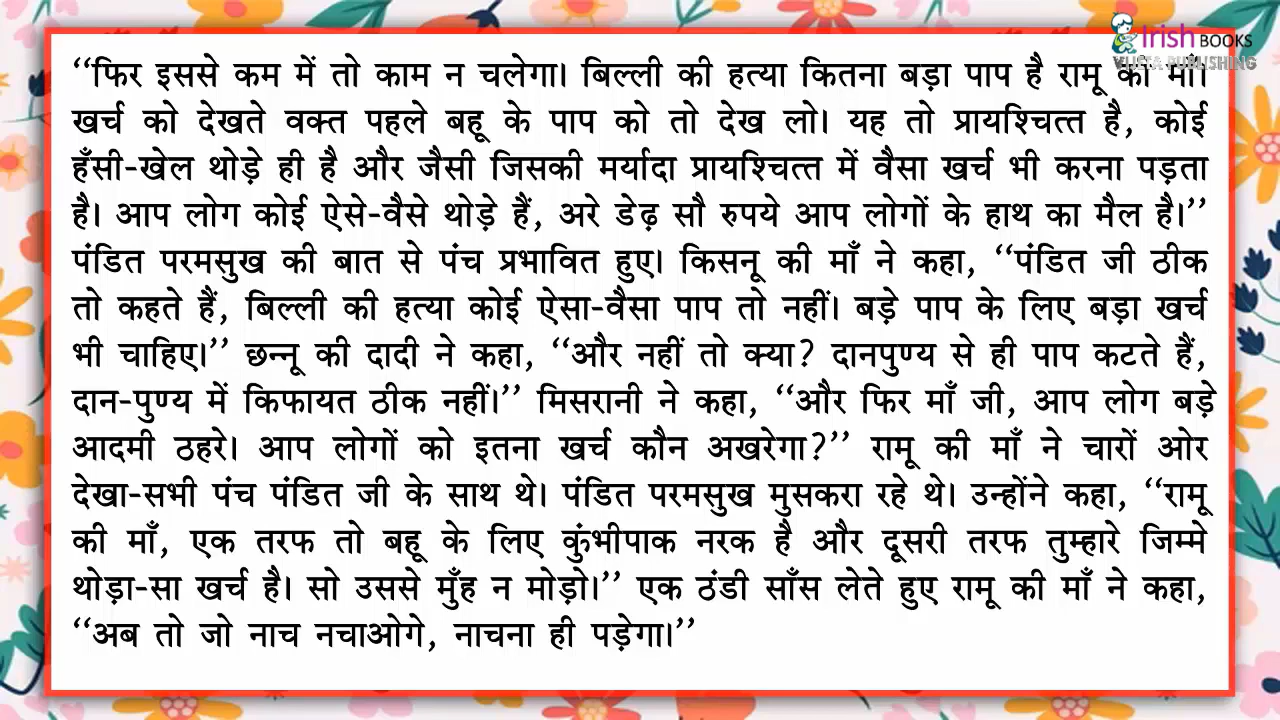 Irish BOOKS
PUBLISHING
‘‘फिर इससे कम में तो काम न चलेगा। बिल्ली की हत्या कितना बड़ा पाप है रामू की माँ।
खर्च को देखते वक्त पहले बहू के पाप को तो देख लो। यह तो प्रायश्चित्त है, कोई
हँसी-खेल थोड़े ही है और जैसी जिसकी मर्यादा प्रायश्चित्त में वैसा खर्च भी करना पड़ता
है। आप लोग कोई ऐसे-वैसे थोड़े हैं, अरे डेढ़ सौ रुपये आप लोगों के हाथ का मैल है।’’
पंडित परमसुख की बात से पंच प्रभावित हुए। किसनू की माँ ने कहा, ‘‘पंडित जी ठीक
तो कहते हैं, बिल्ली की हत्या कोई ऐसा-वैसा पाप तो नहीं। बड़े पाप के लिए बड़ा खर्च
भी चाहिए।’’ छन्नू की दादी ने कहा, ‘‘और नहीं तो क्या? दानपुण्य से ही पाप कटते हैं,
दान-पुण्य में किफायत ठीक नहीं।’’ मिसरानी ने कहा, ‘‘और फिर माँ जी, आप लोग बड़े
आदमी ठहरे। आप लोगों को इतना खर्च कौन अखरेगा?’’ रामू की माँ ने चारों ओर
देखा-सभी पंच पंडित जी के साथ थे। पंडित परमसुख मुसकरा रहे थे। उन्होंने कहा, ‘‘रामू
की माँ, एक तरफ तो बहू के लिए कुंभीपाक नरक है और दूसरी तरफ तुम्हारे जिम्मे
थोड़ा-सा खर्च है। सो उससे मुँह न मोड़ो।’’ एक ठंडी साँस लेते हुए रामू की माँ ने कहा,
‘‘अब तो जो नाच नचाओगे, नाचना ही पड़ेगा।’’